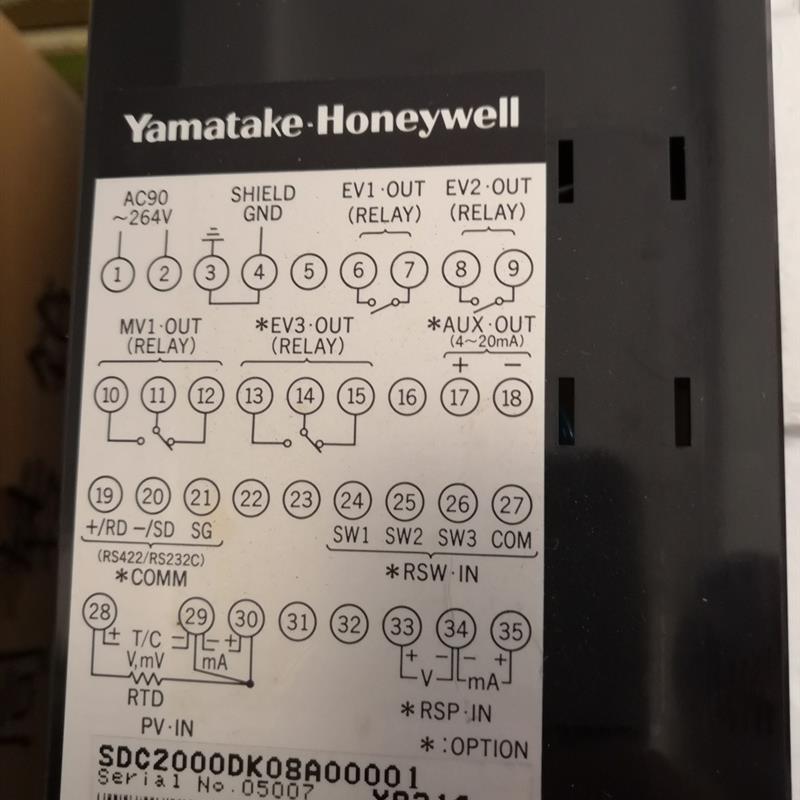 Yamatake·Honeywell
AC90 ~264V
SHIELD GND
EV1·OUT (RELAY)
EV2·OUT (RELAY)
1 2 3 4 5 6 7 8 9
MV1·OUT (RELAY)
*EV3·OUT (RELAY)
*AUX·OUT (4~20mA)
+ −
10 11 12 13 14 15 16 17 18
19 20 21 22 23 24 25 26 27
+/RD −/SD SG SW1 SW2 SW3 COM
(RS422/RS232C)
*COMM
*RSW·IN
28 29 30 31 32 33 34 35
+ T/C − − + + − − +
V,mV mA V mA
RTD
*RSP·IN
PV·IN
*:OPTION
SDC2000DK08A00001
Serial No.05007